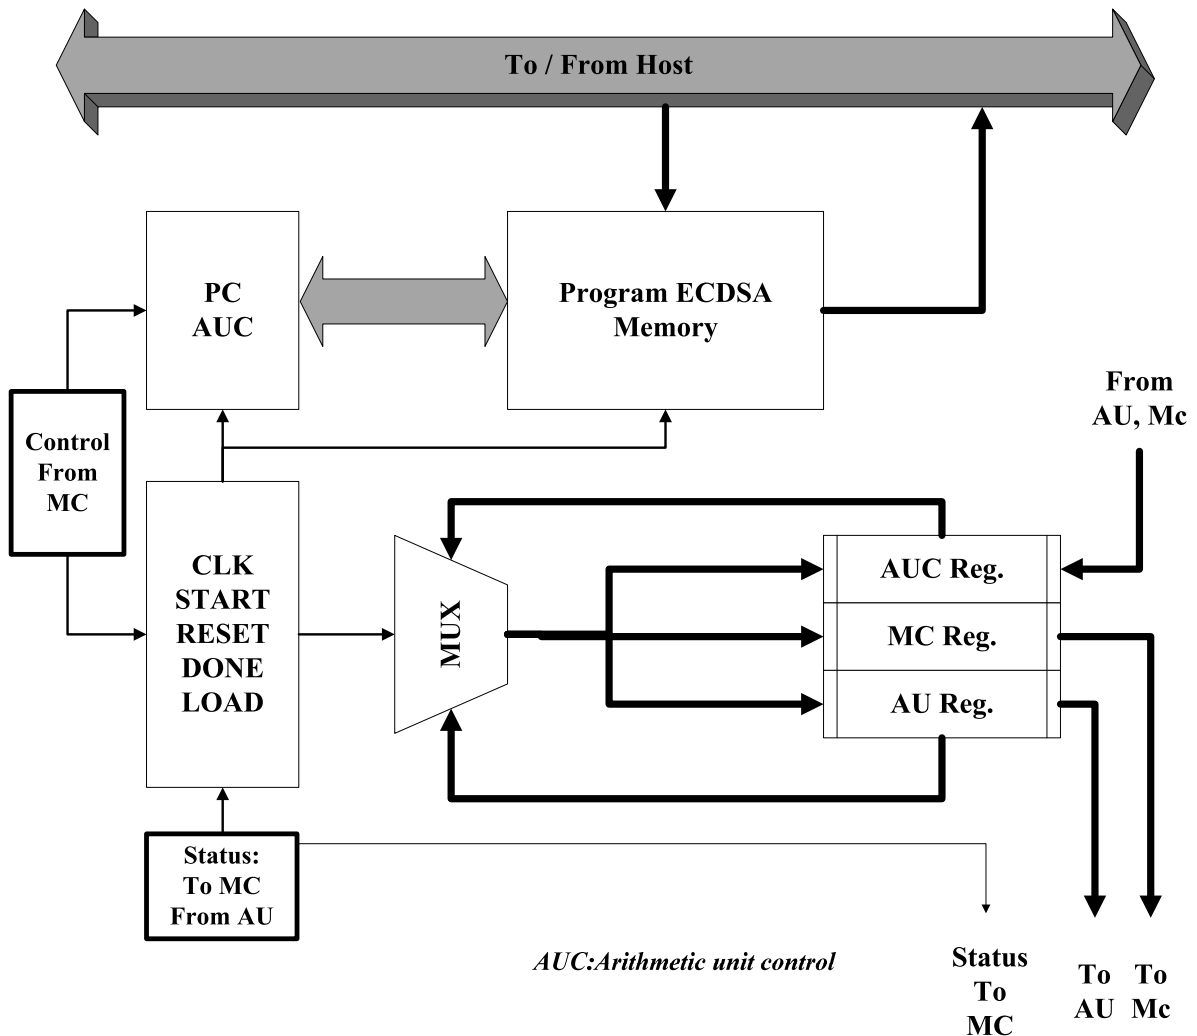 To / From Host
PC
AUC
Program ECDSA
Memory
From
AU, Mc
Control
From
MC
CLK
START
RESET
DONE
LOAD
MUX
AUC Reg.
MC Reg.
AU Reg.
Status:
To MC
From AU
AUC:Arithmetic unit control
Status
To
MC
To
AU
To
Mc